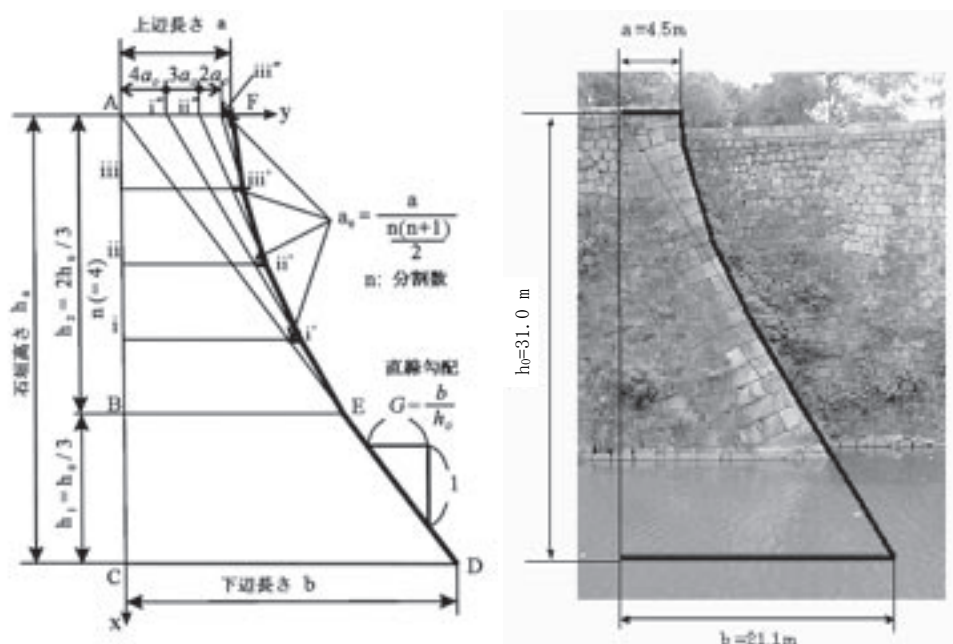 上辺長さ a
4a₀ 3a₀ 2a₀
iii"
A i" ii" F y
iii iii'
ii ii'
i i'
a₀ = a / (n(n+1)/2)
n: 分割数
石垣高さ h₀
h₂ = 2h₀/3
n(=4)
直線勾配
G = b/h₀
1
B E
h₁ = h₀/3
C D
下辺長さ b
x
a=4.5m
h₀=31.0 m
b=21.1m